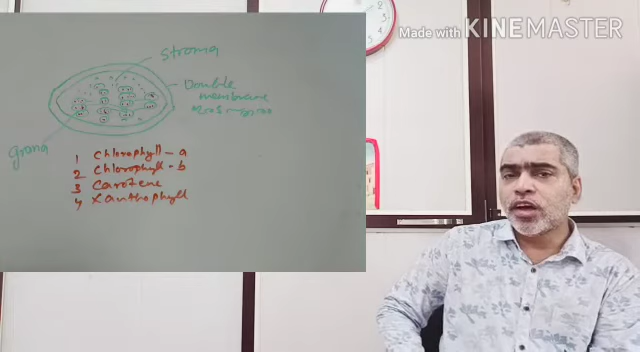 Made with KINEMASTER
stroma
Double
membrane
grana
1 Chlorophyll - a
2 Chlorophyll - b
3 Carotene
4 Xanthophyll